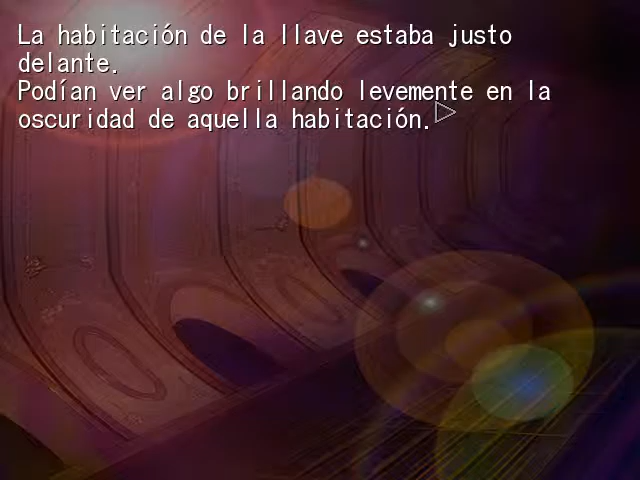 La habitación de la llave estaba justo
delante.
Podían ver algo brillando levemente en la
oscuridad de aquella habitación.